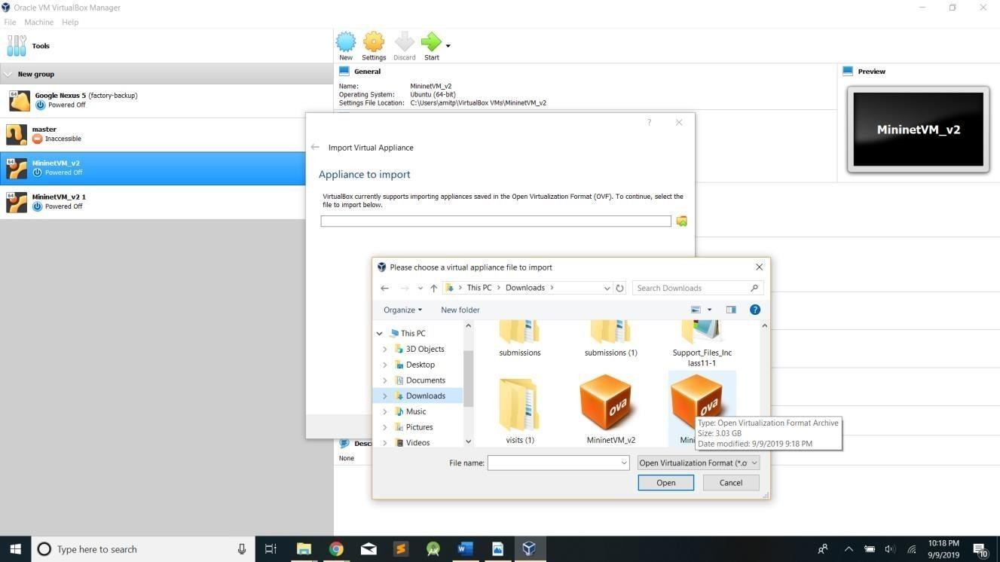 Oracle VM VirtualBox Manager
File Machine Help
Tools
New Settings Discard Start
New group
64
Google Nexus 5 (factory-backup)
Powered Off
master
Inaccessible
64
MininetVM_v2
Powered Off
64
MininetVM_v2 1
Powered Off
General
Name: MininetVM_v2
Operating System: Ubuntu (64-bit)
Settings File Location: C:\Users\amitp\VirtualBox VMs\MininetVM_v2
Preview
MininetVM_v2
?
Import Virtual Appliance
Appliance to import
VirtualBox currently supports importing appliances saved in the Open Virtualization Format (OVF). To continue, select the
file to import below.
Please choose a virtual appliance file to import
This PC > Downloads >
Search Downloads
Organize
New folder
?
This PC
3D Objects
Desktop
Documents
Downloads
Music
Pictures
Videos
submissions
submissions (1)
Support_Files_Inc
lass11-1
visits (1)
ova
MininetVM_v2
ova
Mini
Type: Open Virtualization Format Archive
Size: 3.03 GB
Date modified: 9/9/2019 9:18 PM
File name:
Open Virtualization Format (*.o
Open
Cancel
Descr
None
Type here to search
10:18 PM
9/9/2019
10